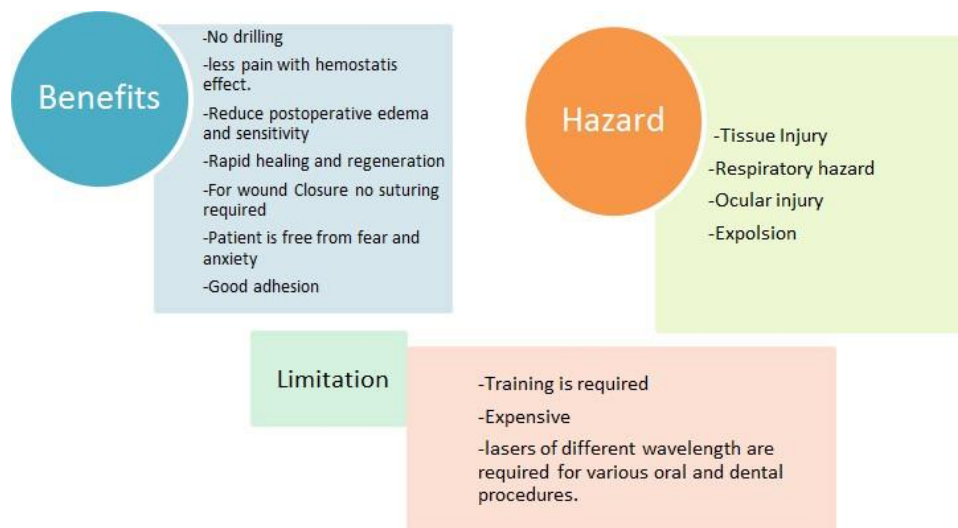 Benefits
-No drilling
-less pain with hemostatis
effect.
-Reduce postoperative edema
and sensitivity
-Rapid healing and regeneration
-For wound Closure no suturing
required
-Patient is free from fear and
anxiety
-Good adhesion
Hazard
-Tissue Injury
-Respiratory hazard
-Ocular injury
-Expolsion
Limitation
-Training is required
-Expensive
-lasers of different wavelength are
required for various oral and dental
procedures.